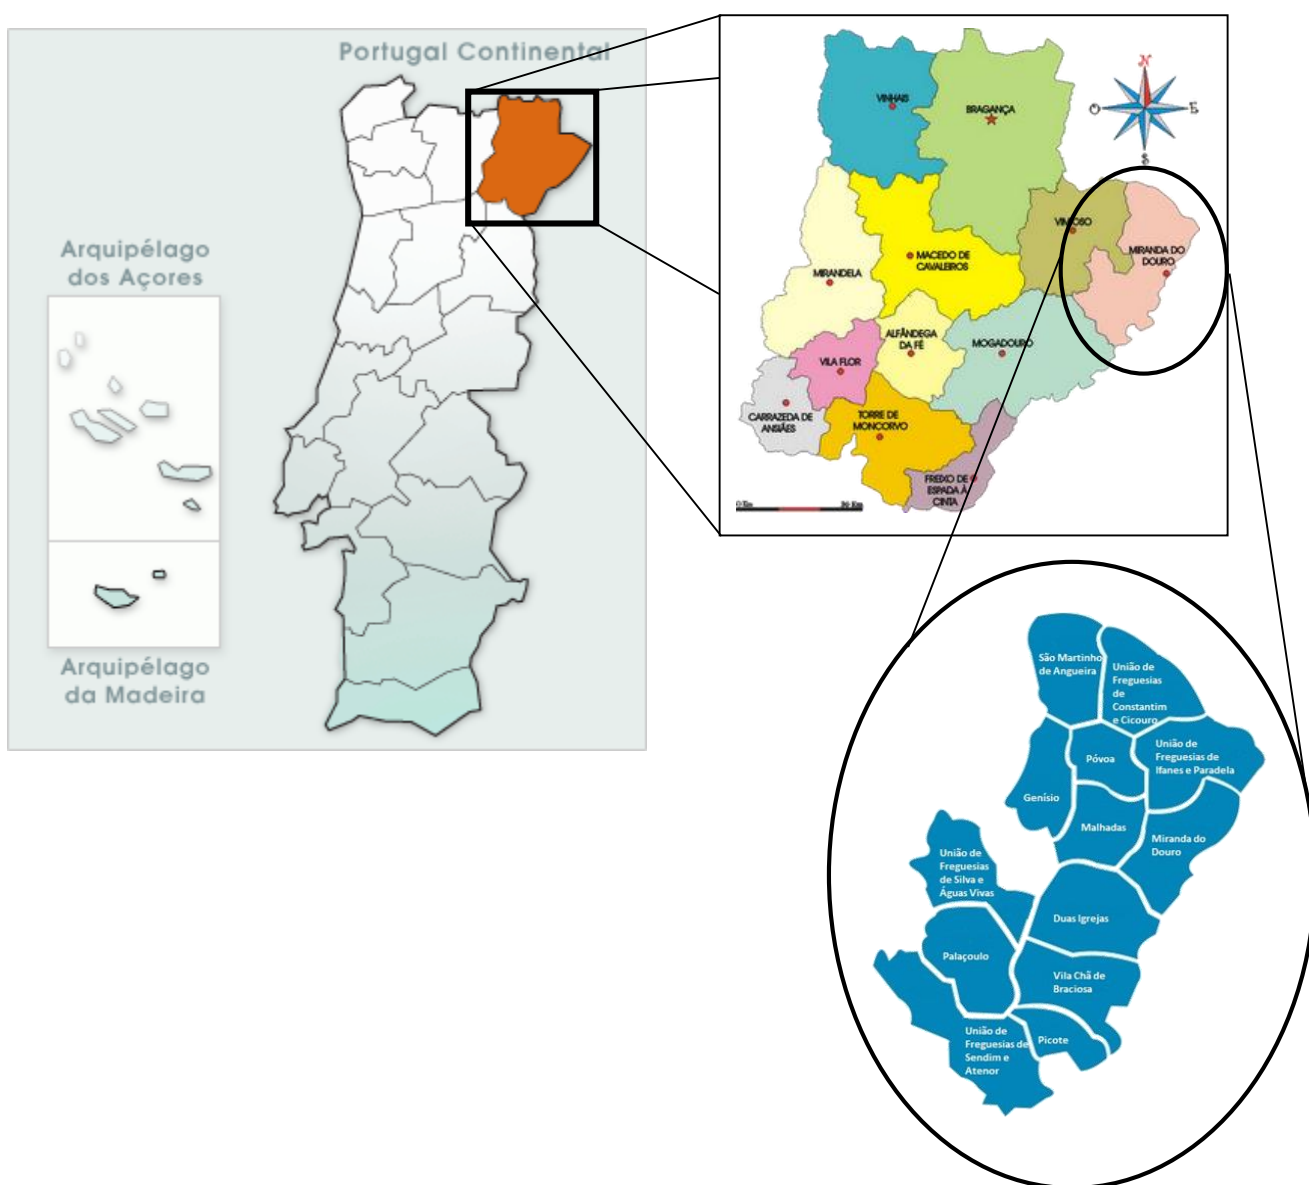 Portugal Continental
Arquipélago
dos Açores
Arquipélago
da Madeira
N
O
E
S
VINHAIS
BRAGANÇA
VIMIOSO
MIRANDA DO
DOURO
MACEDO DE
CAVALEIROS
MIRANDELA
ALFÂNDEGA
DA FÉ
MOGADOURO
VILA FLOR
CARRAZEDA DE
ANSIÃES
TORRE DE
MONCORVO
FREIXO DE
ESPADA À
CINTA
São Martinho
de Angueira
União de
Freguesias
de
Constantim
e Cicouro
Póvoa
União de
Freguesias de
Ifanes e Paradela
Genísio
Malhadas
Miranda do
Douro
União de
Freguesias
de Silva e
Águas Vivas
Duas Igrejas
Palaçoulo
Vila Chã de
Braciosa
União de
Freguesias de
Sendim e
Atenor
Picote